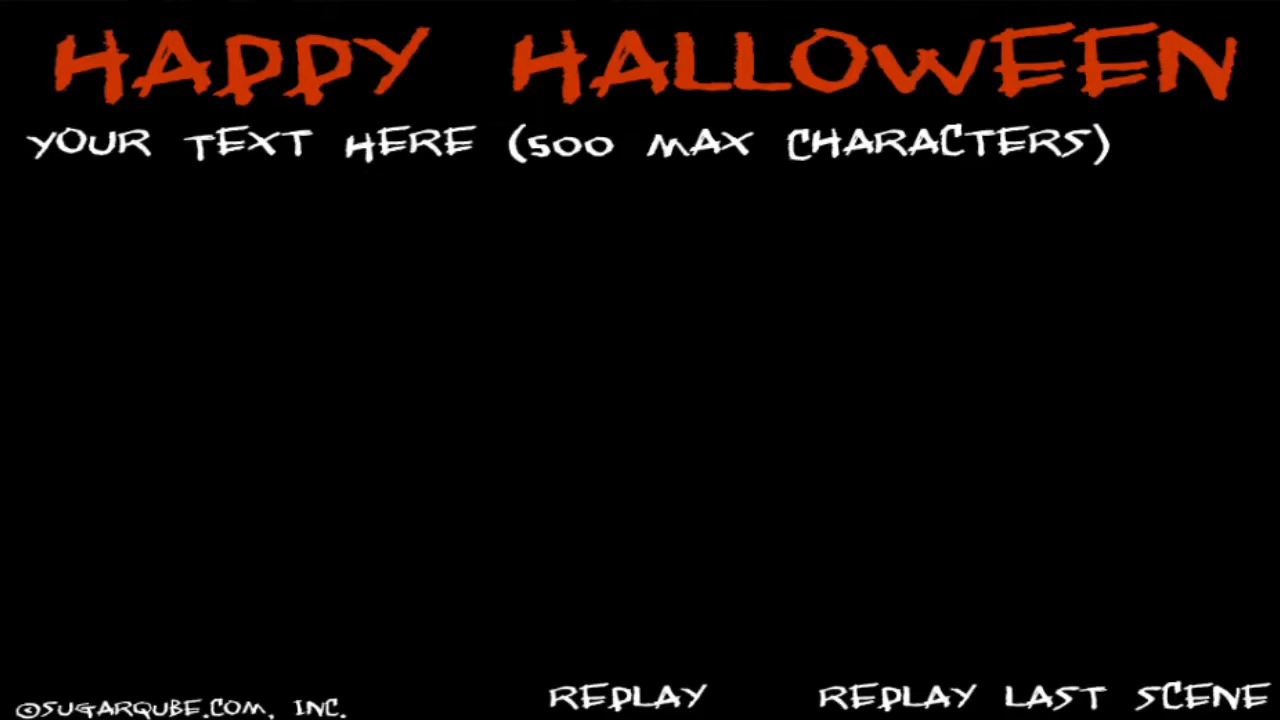 HAPPY HALLOWEEN
YOUR TEXT HERE (500 MAX CHARACTERS)
©SUGARQUBE.COM, INC.
REPLAY
REPLAY LAST SCENE